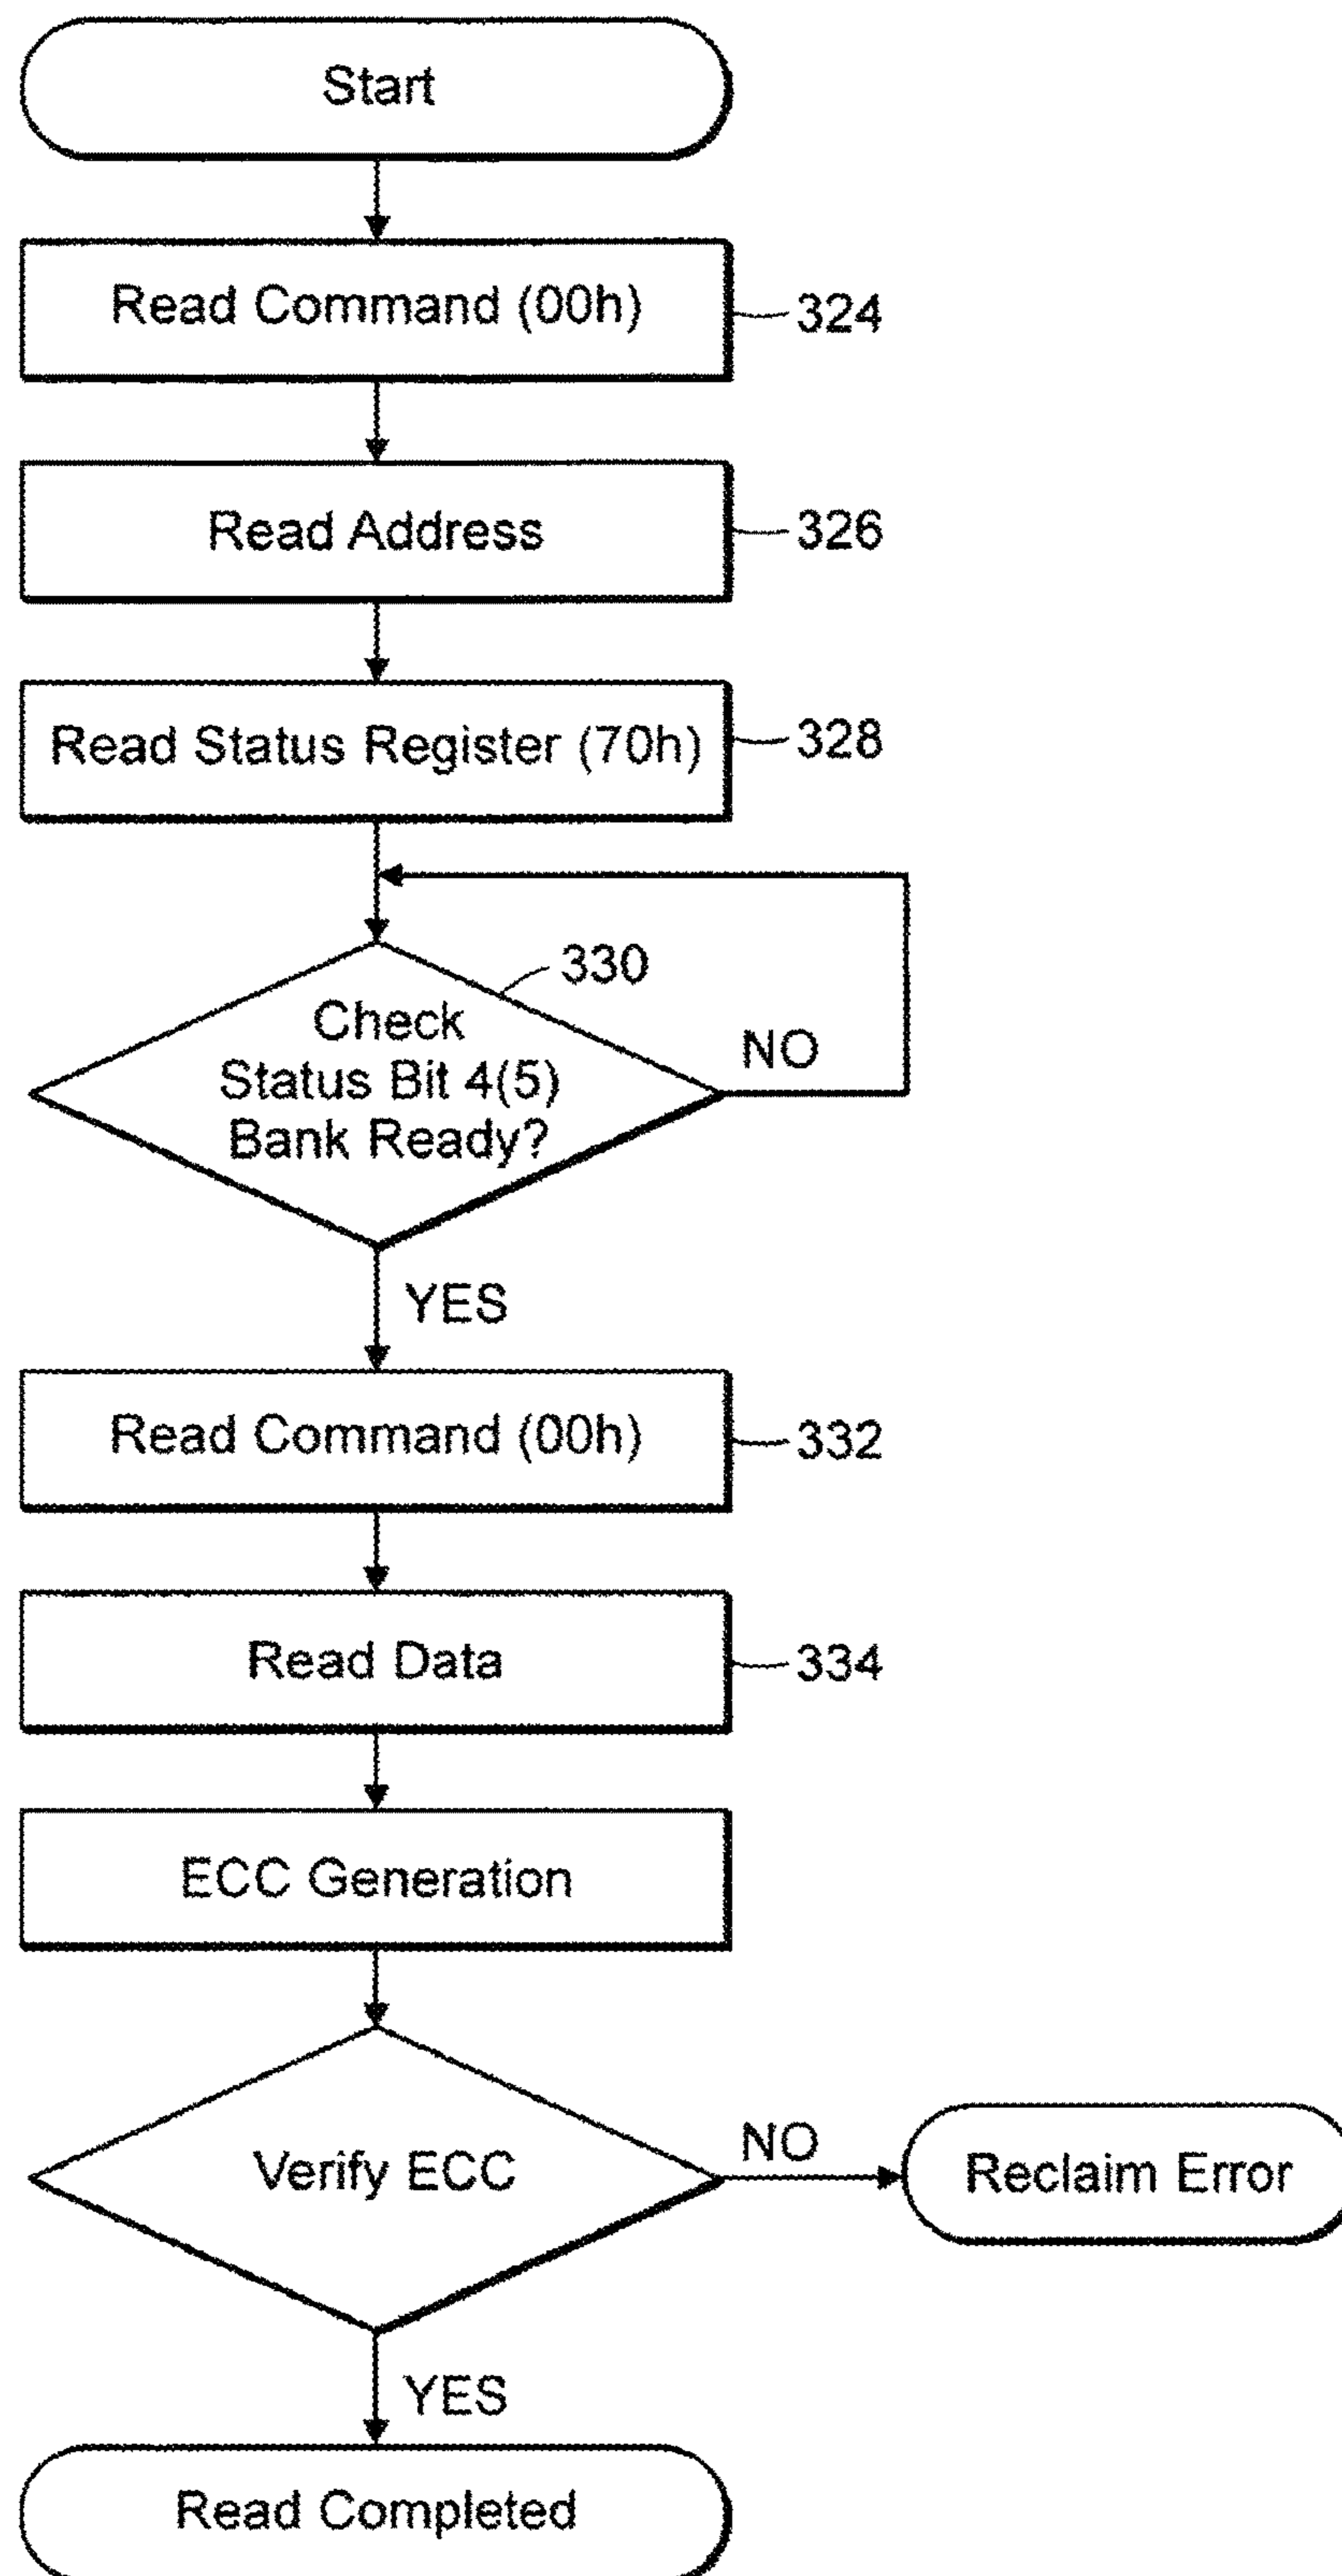 Start
Read Command (00h)
324
Read Address
326
Read Status Register (70h)
328
330
Check
Status Bit 4(5)
Bank Ready?
NO
YES
Read Command (00h)
332
Read Data
334
ECC Generation
Verify ECC
NO
Reclaim Error
YES
Read Completed